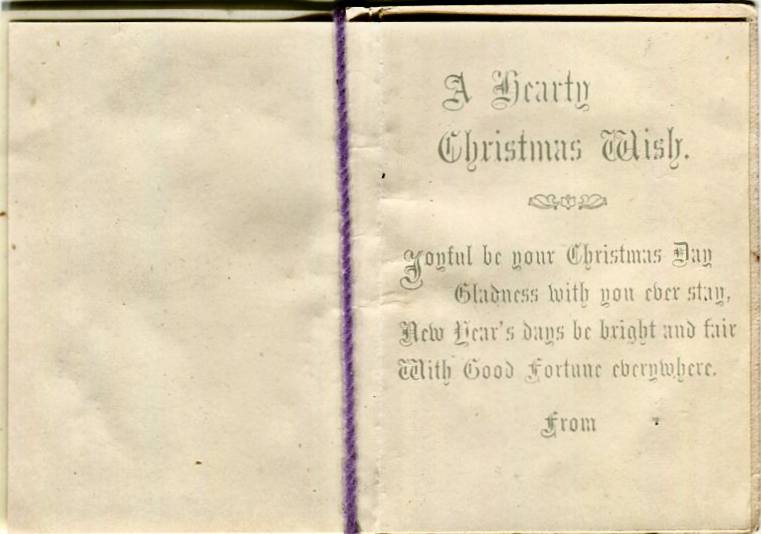 A Hearty
Christmas Wish.
Joyful be your Christmas Day
Gladness with you ever stay,
New Year's days be bright and fair
With Good Fortune everywhere.
From